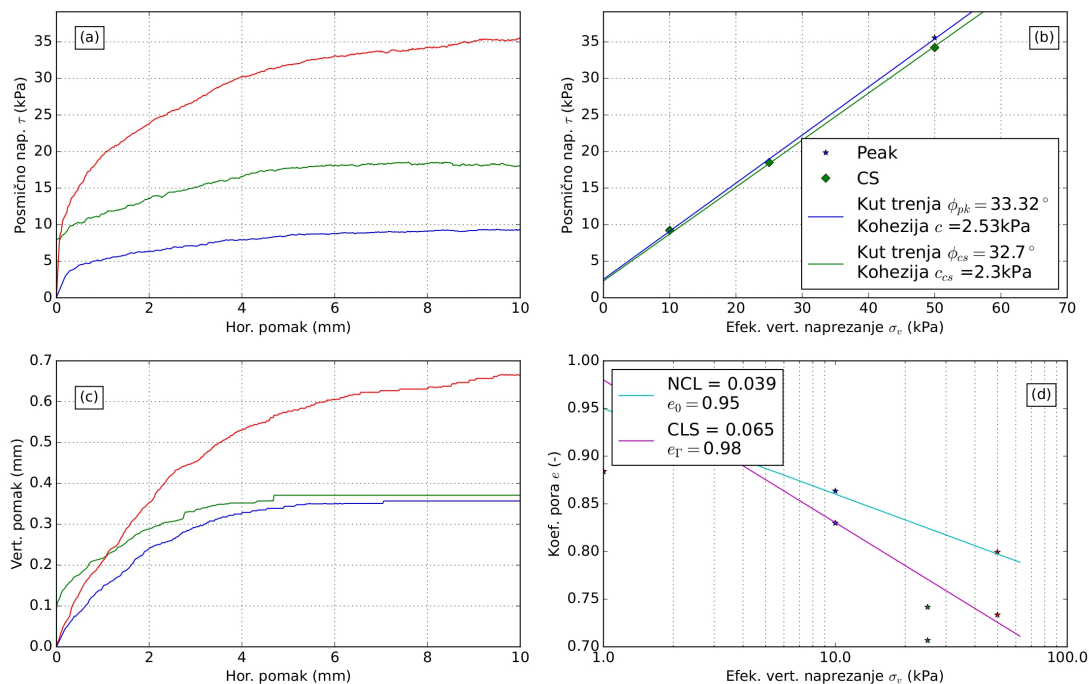 (a)
35
30
25
20
15
10
5
0
Posmično nap. τ (kPa)
0 2 4 6 8 10
Hor. pomak (mm)
(b)
35
30
25
20
15
10
5
0
Posmično nap. τ (kPa)
Peak
CS
Kut trenja ϕpk = 33.32°
Kohezija c =2.53kPa
Kut trenja ϕcs = 32.7°
Kohezija ccs =2.3kPa
0 10 20 30 40 50 60 70
Efek. vert. naprezanje σv (kPa)
(c)
0.7
0.6
0.5
0.4
0.3
0.2
0.1
0.0
Vert. pomak (mm)
0 2 4 6 8 10
Hor. pomak (mm)
(d)
1.00
0.95
0.90
0.85
0.80
0.75
0.70
Koef. pora e (-)
NCL = 0.039
e0 = 0.95
CLS = 0.065
eΓ = 0.98
1.0 10.0 100.0
Efek. vert. naprezanje σv (kPa)